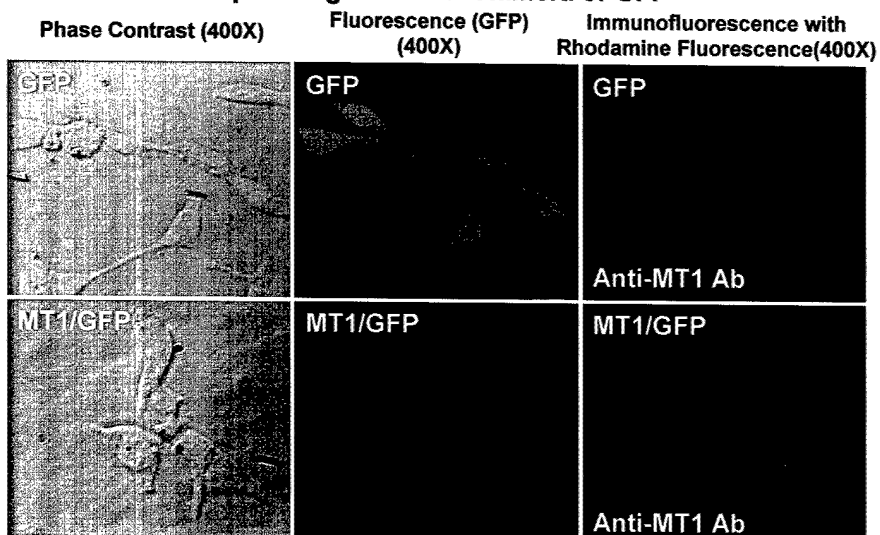 Phase Contrast (400X)
Fluorescence (GFP)
(400X)
Immunofluorescence with
Rhodamine Fluorescence(400X)
GFP
GFP
GFP
Anti-MT1 Ab
MT1/GFP
MT1/GFP
MT1/GFP
Anti-MT1 Ab